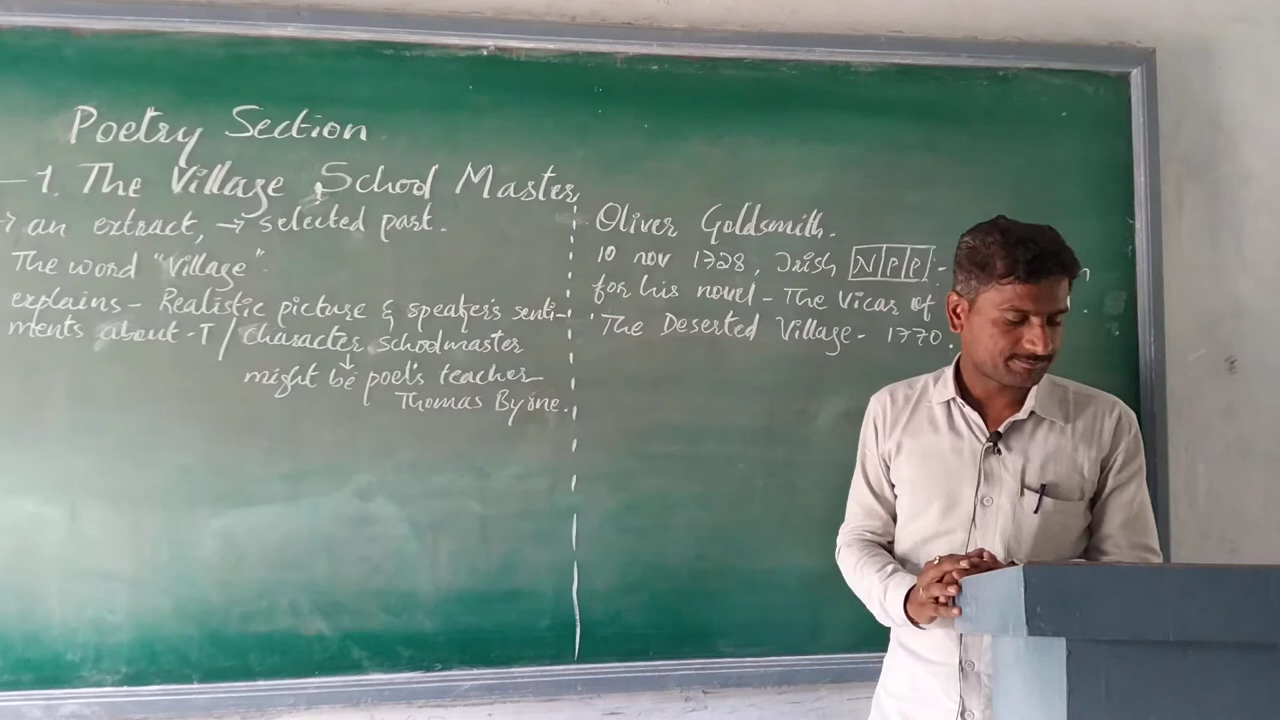 Poetry Section
- 1. The Village School Master
→ an extract, → selected part.
The word "Village".
explains - Realistic picture & speaker's senti-
ments about - T / Character schoolmaster
↓
might be poet's teacher
Thomas Byrne.
Oliver Goldsmith.
10 nov 1728, Irish N P P -
for his novel - The Vicar of
'The Deserted Village - 1770.